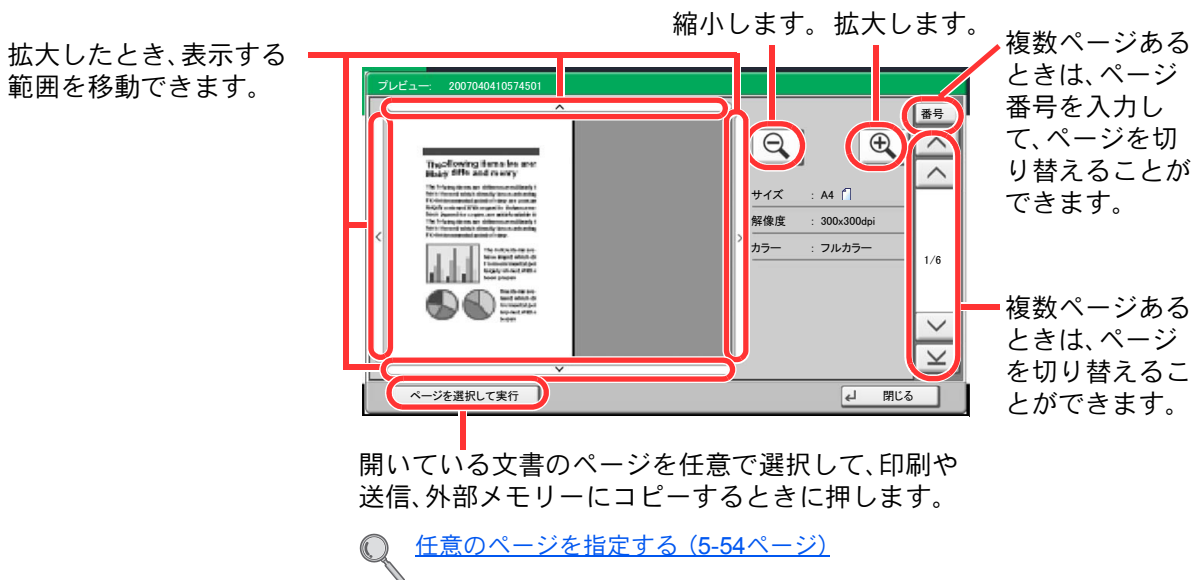 縮小します。 拡大します。
拡大したとき、表示する
範囲を移動できます。
複数ページある
ときは、ページ
番号を入力し
て、ページを切
り替えることが
できます。
プレビュー: 2007040410574501
番号
サイズ : A4
解像度 : 300x300dpi
カラー : フルカラー
1/6
複数ページある
ときは、ページ
を切り替えるこ
とができます。
ページを選択して実行
閉じる
開いている文書のページを任意で選択して、印刷や
送信、外部メモリーにコピーするときに押します。
任意のページを指定する (5-54ページ)